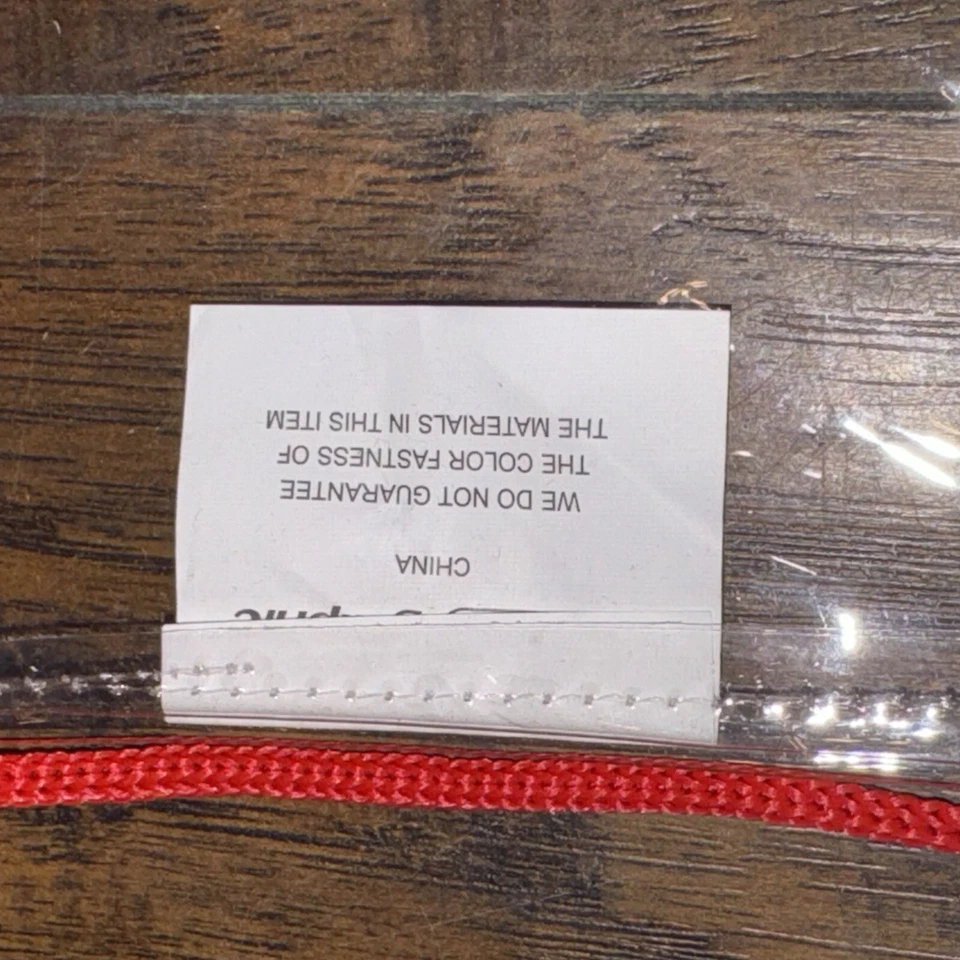 CHINA
WE DO NOT GUARANTEE
THE COLOR FASTNESS OF
THE MATERIALS IN THIS ITEM